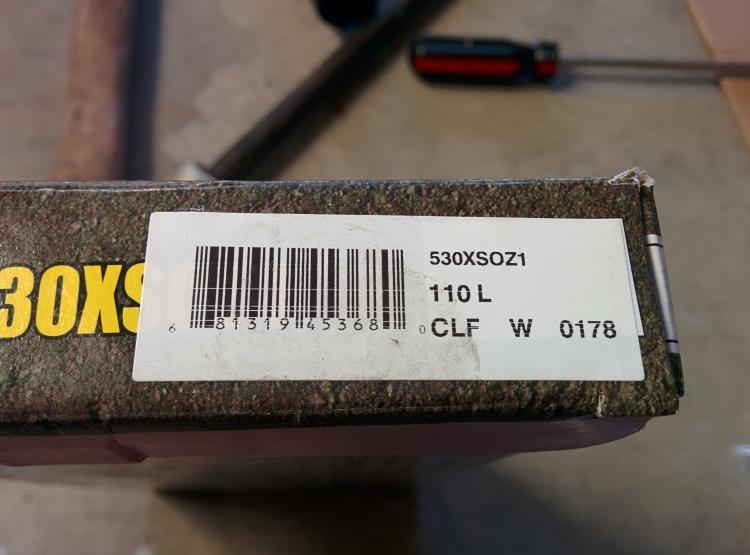 530XSOZ1
110 L
30XS
6 81319 45368 0 CLF W 0178